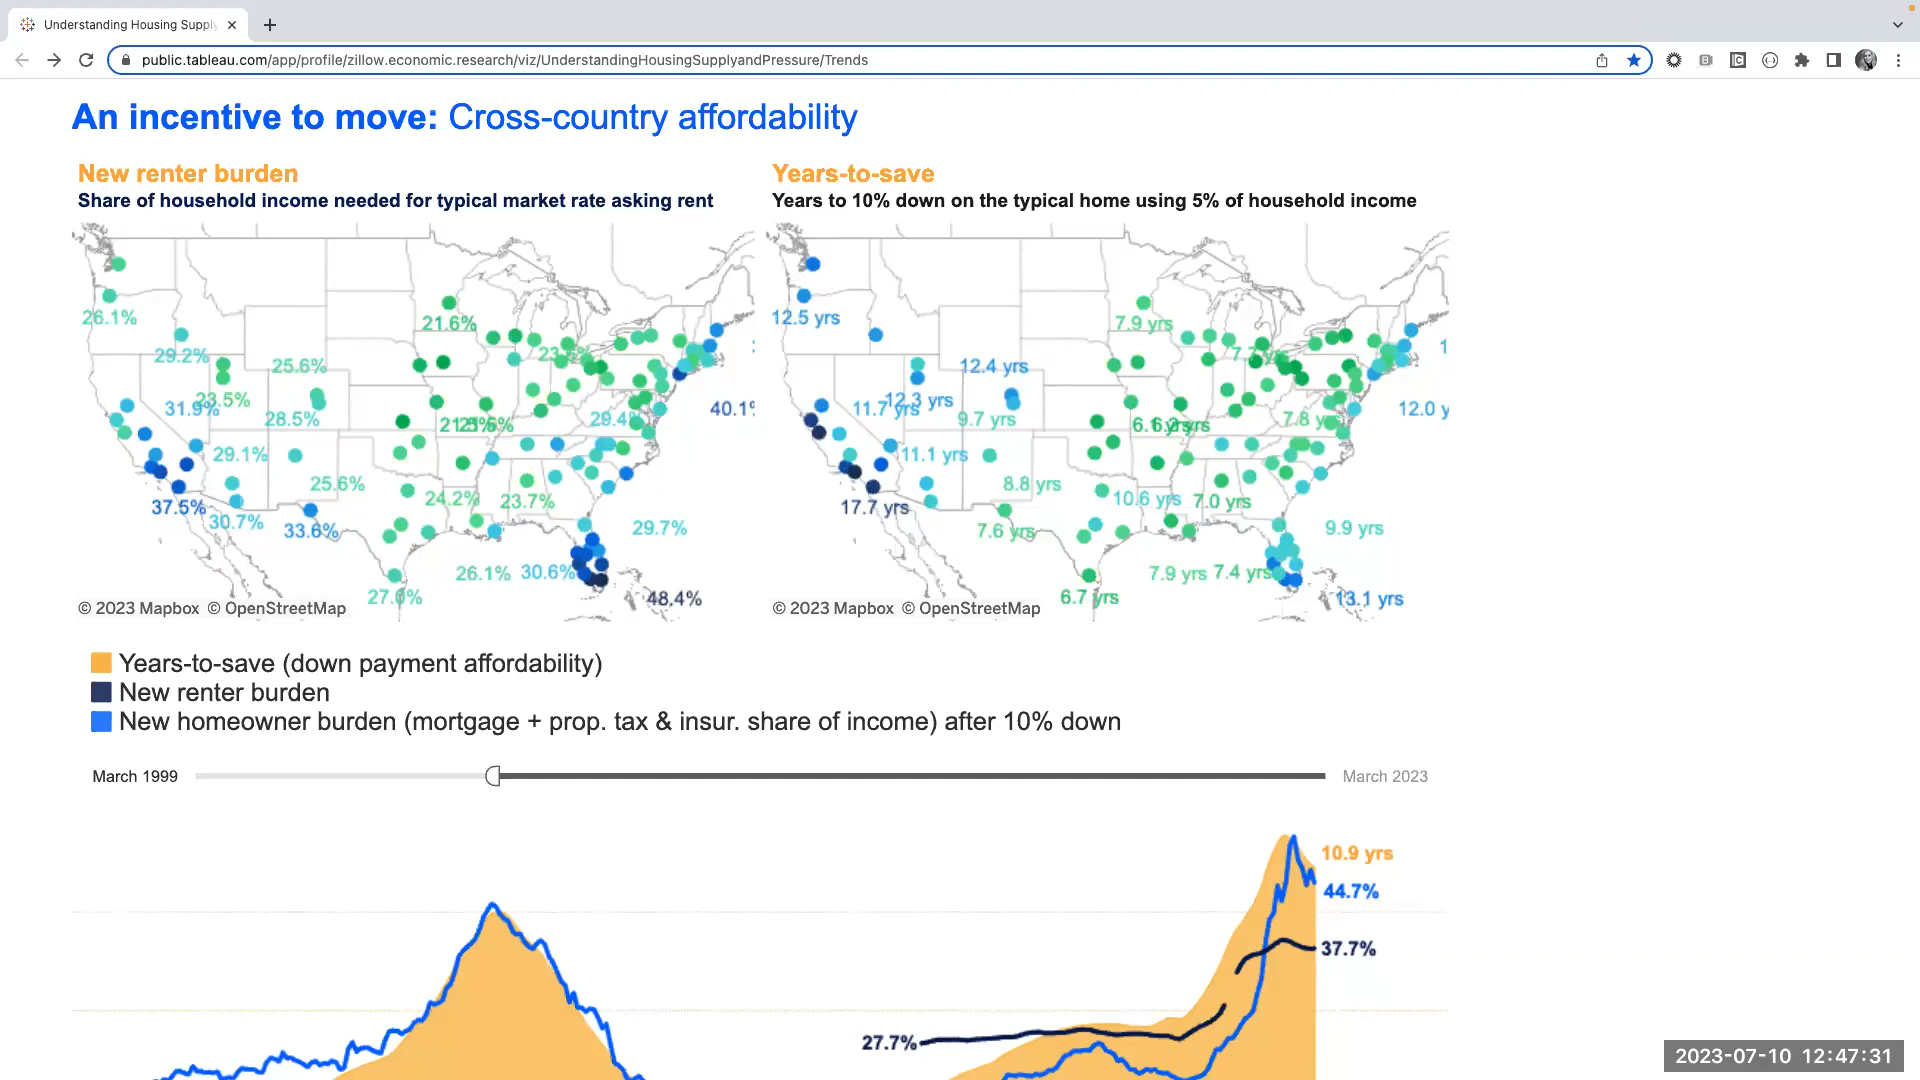 Understanding Housing Supply
public.tableau.com/app/profile/zillow.economic.research/viz/UnderstandingHousingSupplyandPressure/Trends
An incentive to move: Cross-country affordability
New renter burden
Share of household income needed for typical market rate asking rent
26.1%
21.6%
29.2%
25.6%
23.5%
31.9%
28.5%
29.4%
40.1%
29.1%
25.6%
24.2%
23.7%
37.5%
30.7%
33.6%
29.7%
26.1%
30.6%
27.0%
48.4%
© 2023 Mapbox © OpenStreetMap
Years-to-save
Years to 10% down on the typical home using 5% of household income
12.5 yrs
7.9 yrs
12.4 yrs
11.7
12.3 yrs
9.7 yrs
7.8 yrs
12.0 y
11.1 yrs
8.8 yrs
10.6 yrs
7.0 yrs
17.7 yrs
7.6 yrs
9.9 yrs
7.9 yrs
7.4 yrs
6.7 yrs
13.1 yrs
© 2023 Mapbox © OpenStreetMap
Years-to-save (down payment affordability)
New renter burden
New homeowner burden (mortgage + prop. tax & insur. share of income) after 10% down
March 1999
March 2023
10.9 yrs
44.7%
37.7%
27.7%
2023-07-10 12:47:31